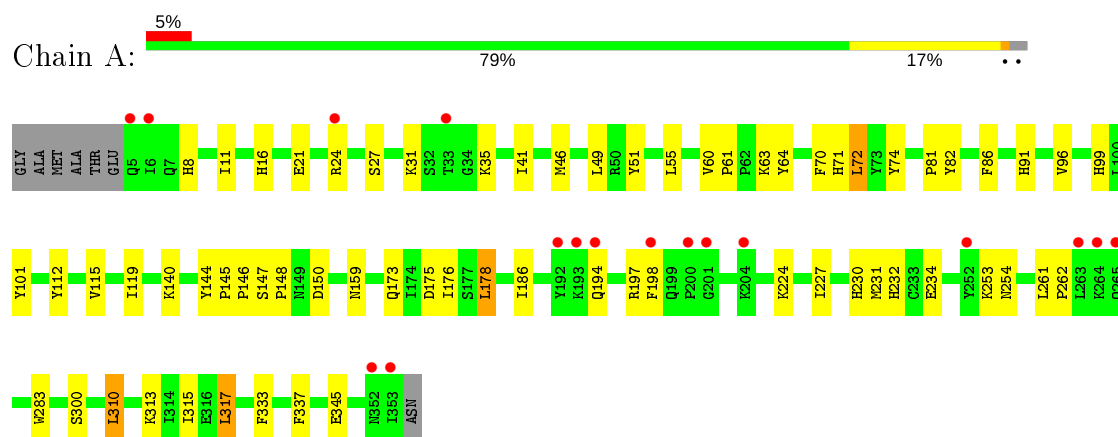 5%
Chain A:
79%
17%
GLY ALA MET ALA THR GLU Q5 I6 Q7 H8 I11 H16 E21 R24 S27 K31 S32 T33 G34 K35 I41 M46 L49 R50 Y51 L55 V60 P61 P62 K63 Y64 F70 H71 L72 Y73 Y74 P81 Y82 F86 H91 V96 H99 L100
Y101 Y112 V115 I119 K140 Y144 P145 P146 S147 P148 N149 D150 N159 Q173 I174 D175 I176 S177 L178 I186 Y192 K193 Q194 R197 F198 Q199 P200 G201 K204 K224 I227 H230 M231 H232 C233 E234 Y252 K253 N254 L261 P262 L263 K264
W283 S300 L310 K313 I314 I315 E316 L317 F333 F337 E345 N352 I353 ASN